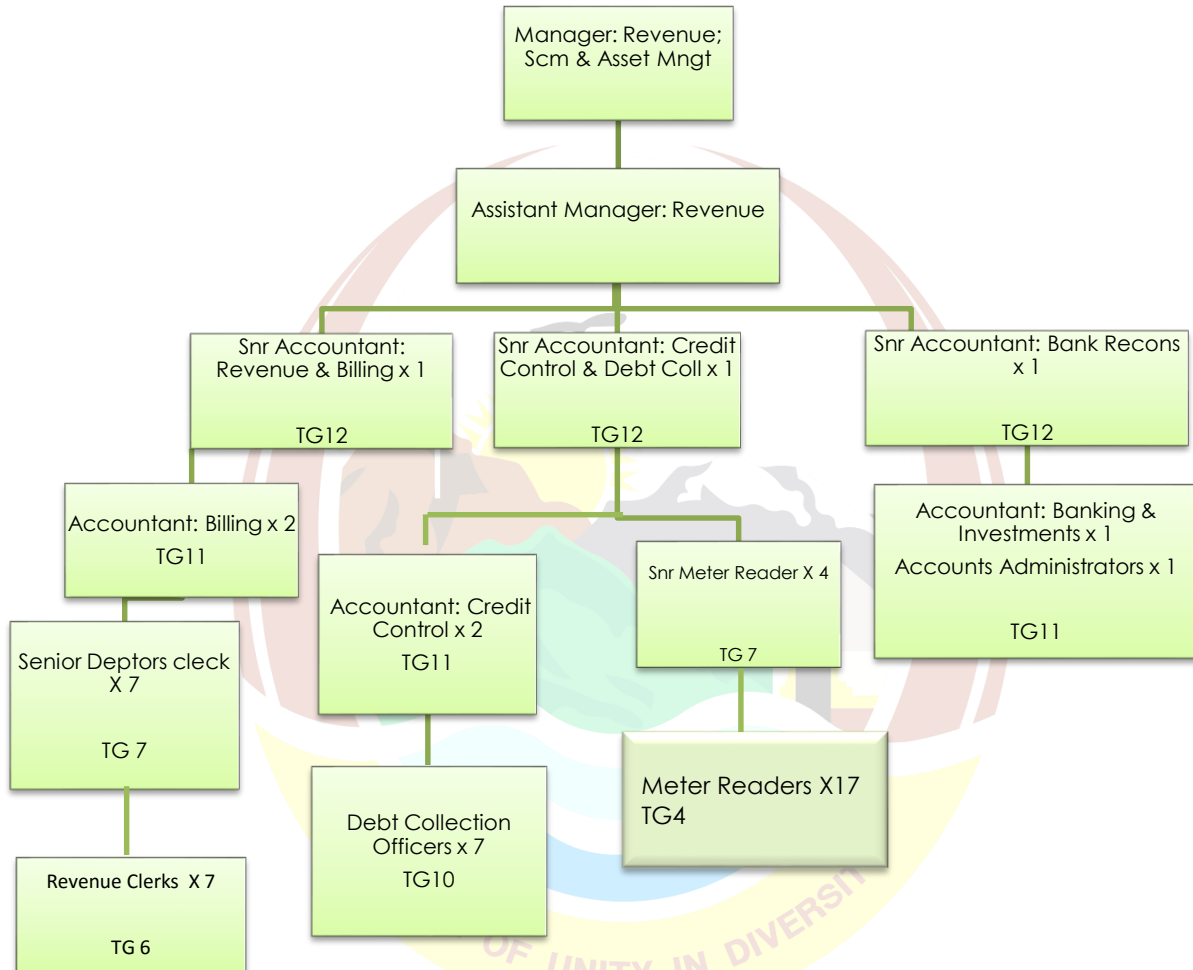 Manager: Revenue;
Scm & Asset Mngt
Assistant Manager: Revenue
Snr Accountant:
Revenue & Billing x 1
TG12
Snr Accountant: Credit
Control & Debt Coll x 1
TG12
Snr Accountant: Bank Recons
x 1
TG12
Accountant: Billing x 2
TG11
Accountant: Credit
Control x 2
TG11
Snr Meter Reader X 4
TG 7
Accountant: Banking &
Investments x 1
Accounts Administrators x 1
TG11
Senior Deptors cleck
X 7
TG 7
Debt Collection
Officers x 7
TG10
Meter Readers X17
TG4
Revenue Clerks X 7
TG 6
OF UNITY IN DIVERSIT